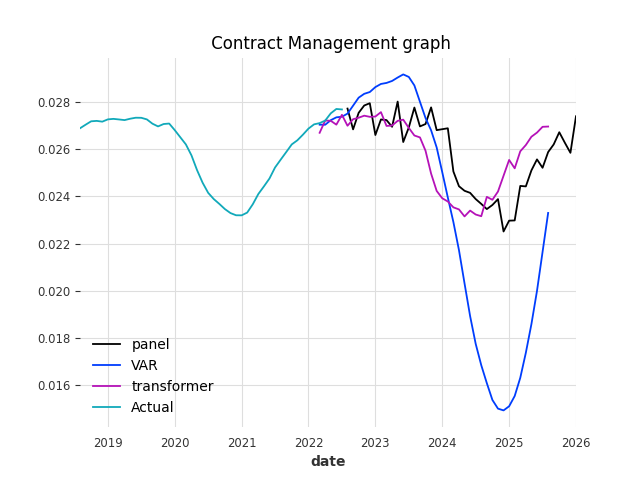 Contract Management graph
0.028
0.026
0.024
0.022
0.020
0.018
0.016
panel
VAR
transformer
Actual
2019 2020 2021 2022 2023 2024 2025 2026
date